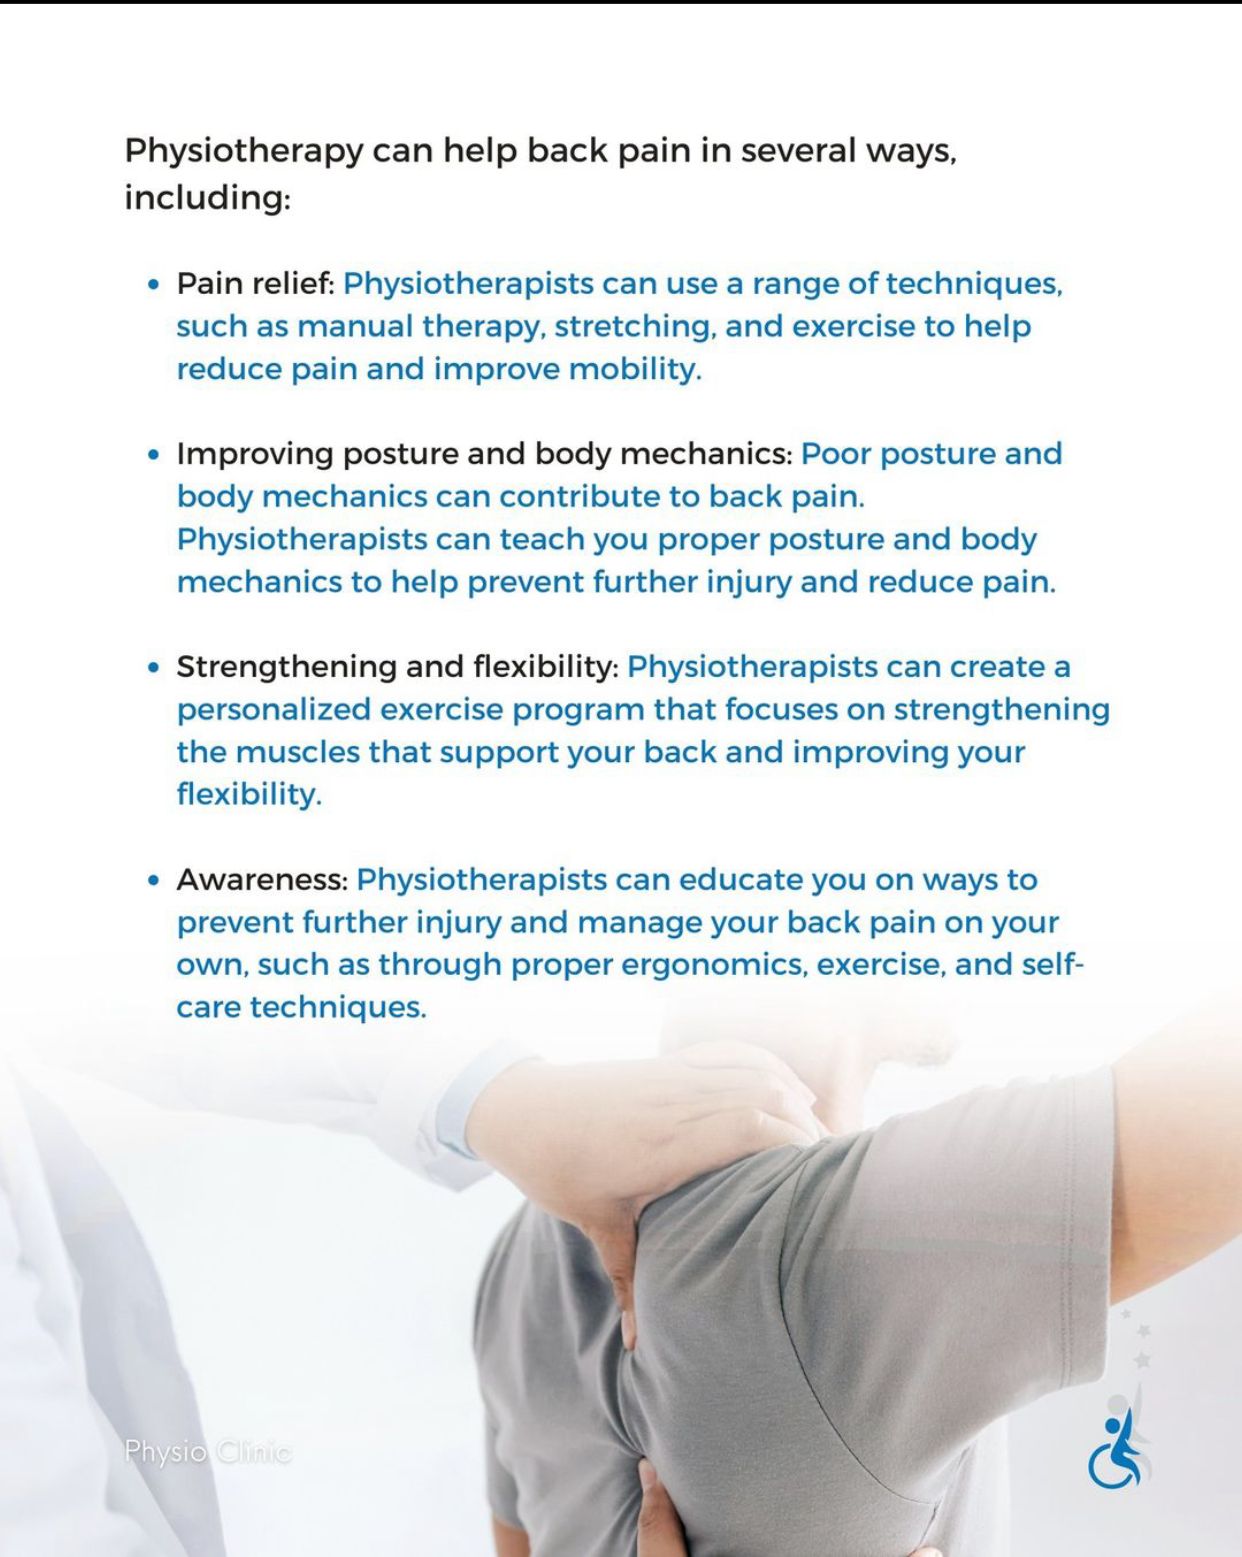 Physiotherapy can help back pain in several ways,
including:
• Pain relief: Physiotherapists can use a range of techniques,
such as manual therapy, stretching, and exercise to help
reduce pain and improve mobility.
• Improving posture and body mechanics: Poor posture and
body mechanics can contribute to back pain.
Physiotherapists can teach you proper posture and body
mechanics to help prevent further injury and reduce pain.
• Strengthening and flexibility: Physiotherapists can create a
personalized exercise program that focuses on strengthening
the muscles that support your back and improving your
flexibility.
• Awareness: Physiotherapists can educate you on ways to
prevent further injury and manage your back pain on your
own, such as through proper ergonomics, exercise, and self-
care techniques.
Physio Clinic